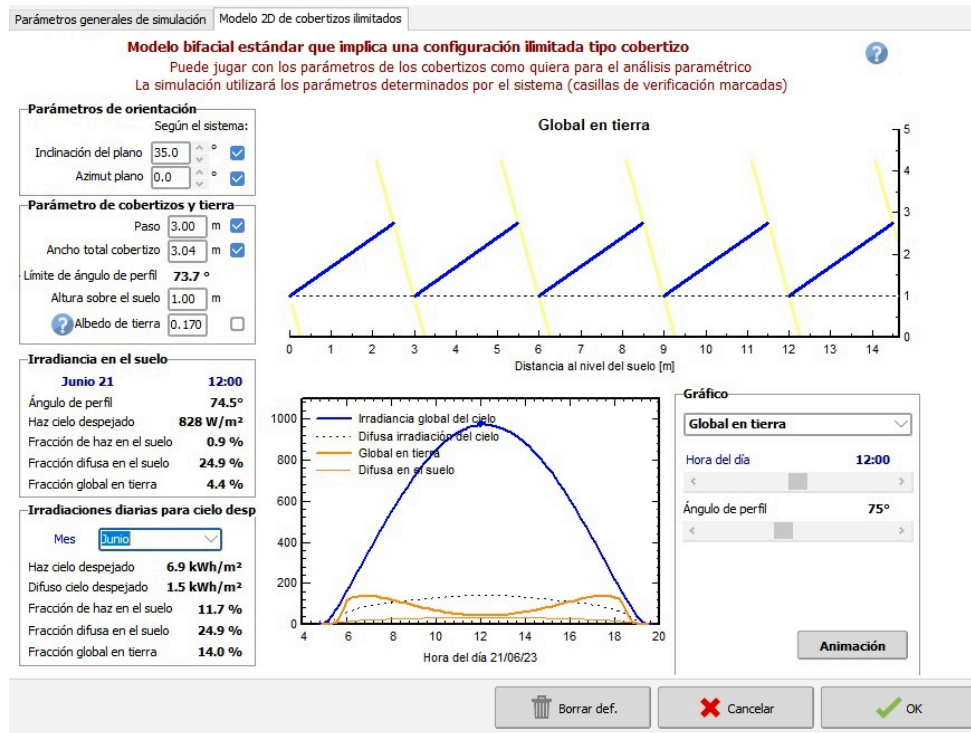 Parámetros generales de simulación   Modelo 2D de cobertizos ilimitados
Modelo bifacial estándar que implica una configuración ilimitada tipo cobertizo
Puede jugar con los parámetros de los cobertizos como quiera para el análisis paramétrico
La simulación utilizará los parámetros determinados por el sistema (casillas de verificación marcadas)
?
Parámetros de orientación
Según el sistema:
Inclinación del plano 35.0 °
Azimut plano 0.0 °
Parámetro de cobertizos y tierra
Paso 3.00 m
Ancho total cobertizo 3.04 m
Límite de ángulo de perfil 73.7 °
Altura sobre el suelo 1.00 m
? Albedo de tierra 0.170
Irradiancia en el suelo
Junio 21 12:00
Ángulo de perfil 74.5°
Haz cielo despejado 828 W/m²
Fracción de haz en el suelo 0.9 %
Fracción difusa en el suelo 24.9 %
Fracción global en tierra 4.4 %
Irradiaciones diarias para cielo desp
Mes Junio
Haz cielo despejado 6.9 kWh/m²
Difuso cielo despejado 1.5 kWh/m²
Fracción de haz en el suelo 11.7 %
Fracción difusa en el suelo 24.9 %
Fracción global en tierra 14.0 %
Global en tierra
5
4
3
2
1
0
0 1 2 3 4 5 6 7 8 9 10 11 12 13 14
Distancia al nivel del suelo [m]
Irradiancia global del cielo
Difusa irradiación del cielo
Global en tierra
Difusa en el suelo
1000
800
600
400
200
0
4 6 8 10 12 14 16 18 20
Hora del día 21/06/23
Gráfico
Global en tierra
Hora del día 12:00
Ángulo de perfil 75°
Animación
Borrar def.
Cancelar
OK